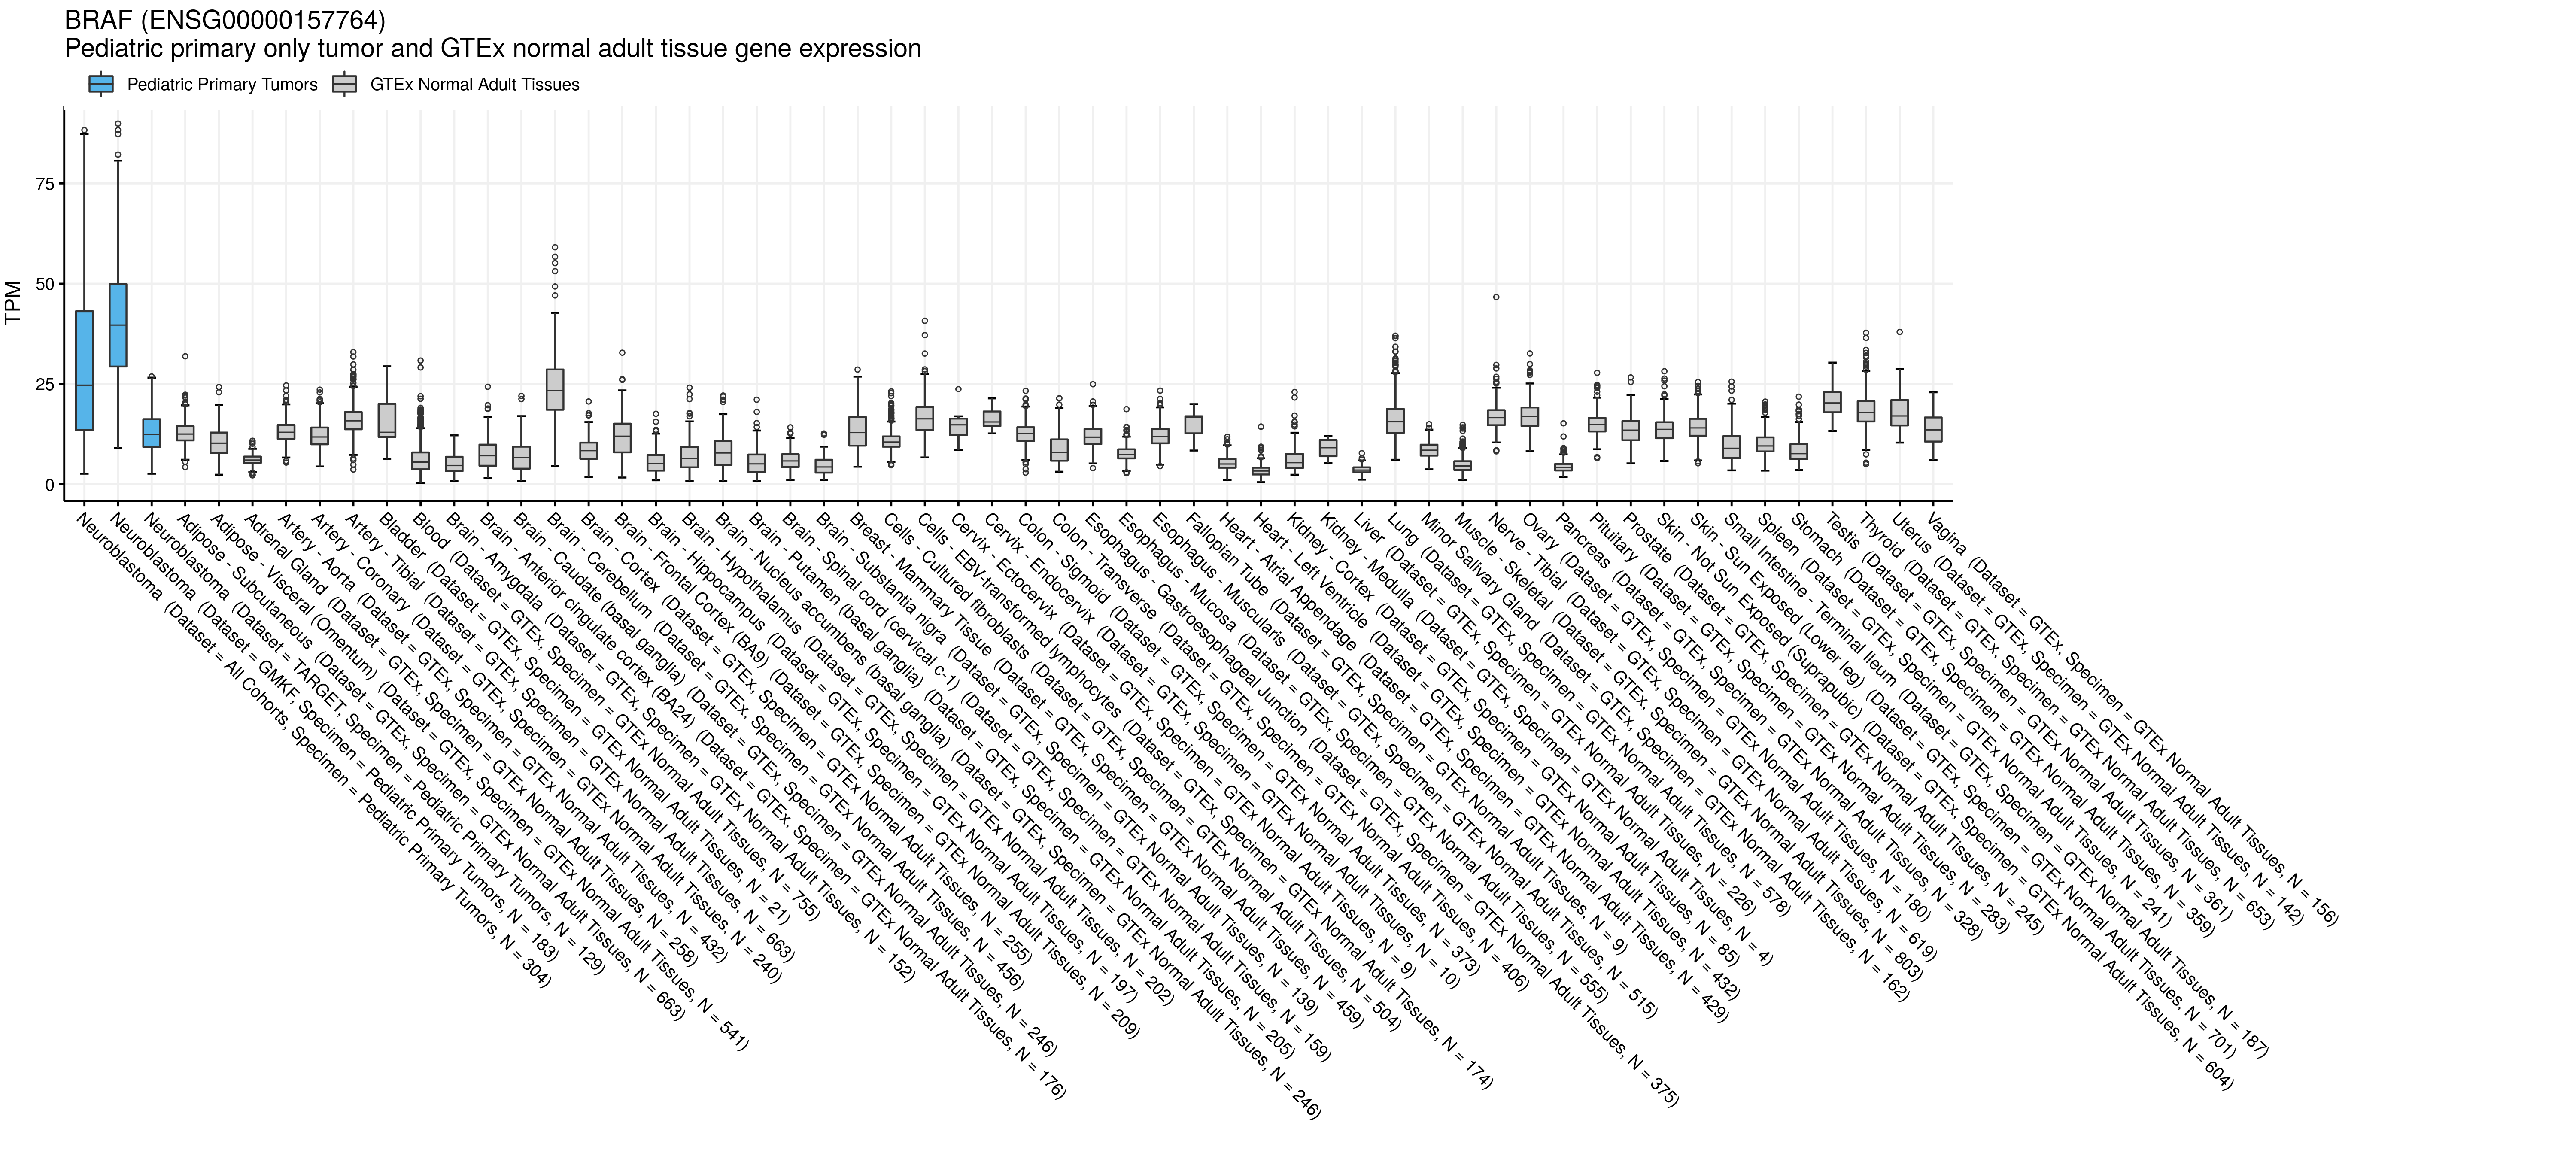 BRAF (ENSG00000157764)
Pediatric primary only tumor and GTEx normal adult tissue gene expression
Pediatric Primary Tumors
GTEx Normal Adult Tissues
TPM
75
50
25
0
Neuroblastoma (Dataset = All Cohorts, Specimen = Pediatric Primary Tumors, N = 304)
Neuroblastoma (Dataset = GMKF, Specimen = Pediatric Primary Tumors, N = 183)
Neuroblastoma (Dataset = TARGET, Specimen = Pediatric Primary Tumors, N = 129)
Adipose - Subcutaneous (Dataset = GTEx, Specimen = GTEx Normal Adult Tissues, N = 663)
Adipose - Visceral (Omentum) (Dataset = GTEx, Specimen = GTEx Normal Adult Tissues, N = 541)
Adrenal Gland (Dataset = GTEx, Specimen = GTEx Normal Adult Tissues, N = 258)
Artery - Aorta (Dataset = GTEx, Specimen = GTEx Normal Adult Tissues, N = 432)
Artery - Coronary (Dataset = GTEx, Specimen = GTEx Normal Adult Tissues, N = 240)
Artery - Tibial (Dataset = GTEx, Specimen = GTEx Normal Adult Tissues, N = 663)
Bladder (Dataset = GTEx, Specimen = GTEx Normal Adult Tissues, N = 21)
Blood (Dataset = GTEx, Specimen = GTEx Normal Adult Tissues, N = 755)
Brain - Amygdala (Dataset = GTEx, Specimen = GTEx Normal Adult Tissues, N = 152)
Brain - Anterior cingulate cortex (BA24) (Dataset = GTEx, Specimen = GTEx Normal Adult Tissues, N = 176)
Brain - Caudate (basal ganglia) (Dataset = GTEx, Specimen = GTEx Normal Adult Tissues, N = 246)
Brain - Cerebellum (Dataset = GTEx, Specimen = GTEx Normal Adult Tissues, N = 456)
Brain - Cortex (Dataset = GTEx, Specimen = GTEx Normal Adult Tissues, N = 255)
Brain - Frontal Cortex (BA9) (Dataset = GTEx, Specimen = GTEx Normal Adult Tissues, N = 209)
Brain - Hippocampus (Dataset = GTEx, Specimen = GTEx Normal Adult Tissues, N = 197)
Brain - Hypothalamus (Dataset = GTEx, Specimen = GTEx Normal Adult Tissues, N = 202)
Brain - Nucleus accumbens (basal ganglia) (Dataset = GTEx, Specimen = GTEx Normal Adult Tissues, N = 246)
Brain - Putamen (basal ganglia) (Dataset = GTEx, Specimen = GTEx Normal Adult Tissues, N = 205)
Brain - Spinal cord (cervical c-1) (Dataset = GTEx, Specimen = GTEx Normal Adult Tissues, N = 159)
Brain - Substantia nigra (Dataset = GTEx, Specimen = GTEx Normal Adult Tissues, N = 139)
Breast - Mammary Tissue (Dataset = GTEx, Specimen = GTEx Normal Adult Tissues, N = 459)
Cells - Cultured fibroblasts (Dataset = GTEx, Specimen = GTEx Normal Adult Tissues, N = 504)
Cells - EBV-transformed lymphocytes (Dataset = GTEx, Specimen = GTEx Normal Adult Tissues, N = 174)
Cervix - Ectocervix (Dataset = GTEx, Specimen = GTEx Normal Adult Tissues, N = 9)
Cervix - Endocervix (Dataset = GTEx, Specimen = GTEx Normal Adult Tissues, N = 10)
Colon - Sigmoid (Dataset = GTEx, Specimen = GTEx Normal Adult Tissues, N = 373)
Colon - Transverse (Dataset = GTEx, Specimen = GTEx Normal Adult Tissues, N = 406)
Esophagus - Gastroesophageal Junction (Dataset = GTEx, Specimen = GTEx Normal Adult Tissues, N = 375)
Esophagus - Mucosa (Dataset = GTEx, Specimen = GTEx Normal Adult Tissues, N = 555)
Esophagus - Muscularis (Dataset = GTEx, Specimen = GTEx Normal Adult Tissues, N = 515)
Fallopian Tube (Dataset = GTEx, Specimen = GTEx Normal Adult Tissues, N = 9)
Heart - Atrial Appendage (Dataset = GTEx, Specimen = GTEx Normal Adult Tissues, N = 429)
Heart - Left Ventricle (Dataset = GTEx, Specimen = GTEx Normal Adult Tissues, N = 432)
Kidney - Cortex (Dataset = GTEx, Specimen = GTEx Normal Adult Tissues, N = 85)
Kidney - Medulla (Dataset = GTEx, Specimen = GTEx Normal Adult Tissues, N = 4)
Liver (Dataset = GTEx, Specimen = GTEx Normal Adult Tissues, N = 226)
Lung (Dataset = GTEx, Specimen = GTEx Normal Adult Tissues, N = 578)
Minor Salivary Gland (Dataset = GTEx, Specimen = GTEx Normal Adult Tissues, N = 162)
Muscle - Skeletal (Dataset = GTEx, Specimen = GTEx Normal Adult Tissues, N = 803)
Nerve - Tibial (Dataset = GTEx, Specimen = GTEx Normal Adult Tissues, N = 619)
Ovary (Dataset = GTEx, Specimen = GTEx Normal Adult Tissues, N = 180)
Pancreas (Dataset = GTEx, Specimen = GTEx Normal Adult Tissues, N = 328)
Pituitary (Dataset = GTEx, Specimen = GTEx Normal Adult Tissues, N = 283)
Prostate (Dataset = GTEx, Specimen = GTEx Normal Adult Tissues, N = 245)
Skin - Not Sun Exposed (Suprapubic) (Dataset = GTEx, Specimen = GTEx Normal Adult Tissues, N = 604)
Skin - Sun Exposed (Lower leg) (Dataset = GTEx, Specimen = GTEx Normal Adult Tissues, N = 701)
Small Intestine - Terminal Ileum (Dataset = GTEx, Specimen = GTEx Normal Adult Tissues, N = 187)
Spleen (Dataset = GTEx, Specimen = GTEx Normal Adult Tissues, N = 241)
Stomach (Dataset = GTEx, Specimen = GTEx Normal Adult Tissues, N = 359)
Testis (Dataset = GTEx, Specimen = GTEx Normal Adult Tissues, N = 361)
Thyroid (Dataset = GTEx, Specimen = GTEx Normal Adult Tissues, N = 653)
Uterus (Dataset = GTEx, Specimen = GTEx Normal Adult Tissues, N = 142)
Vagina (Dataset = GTEx, Specimen = GTEx Normal Adult Tissues, N = 156)